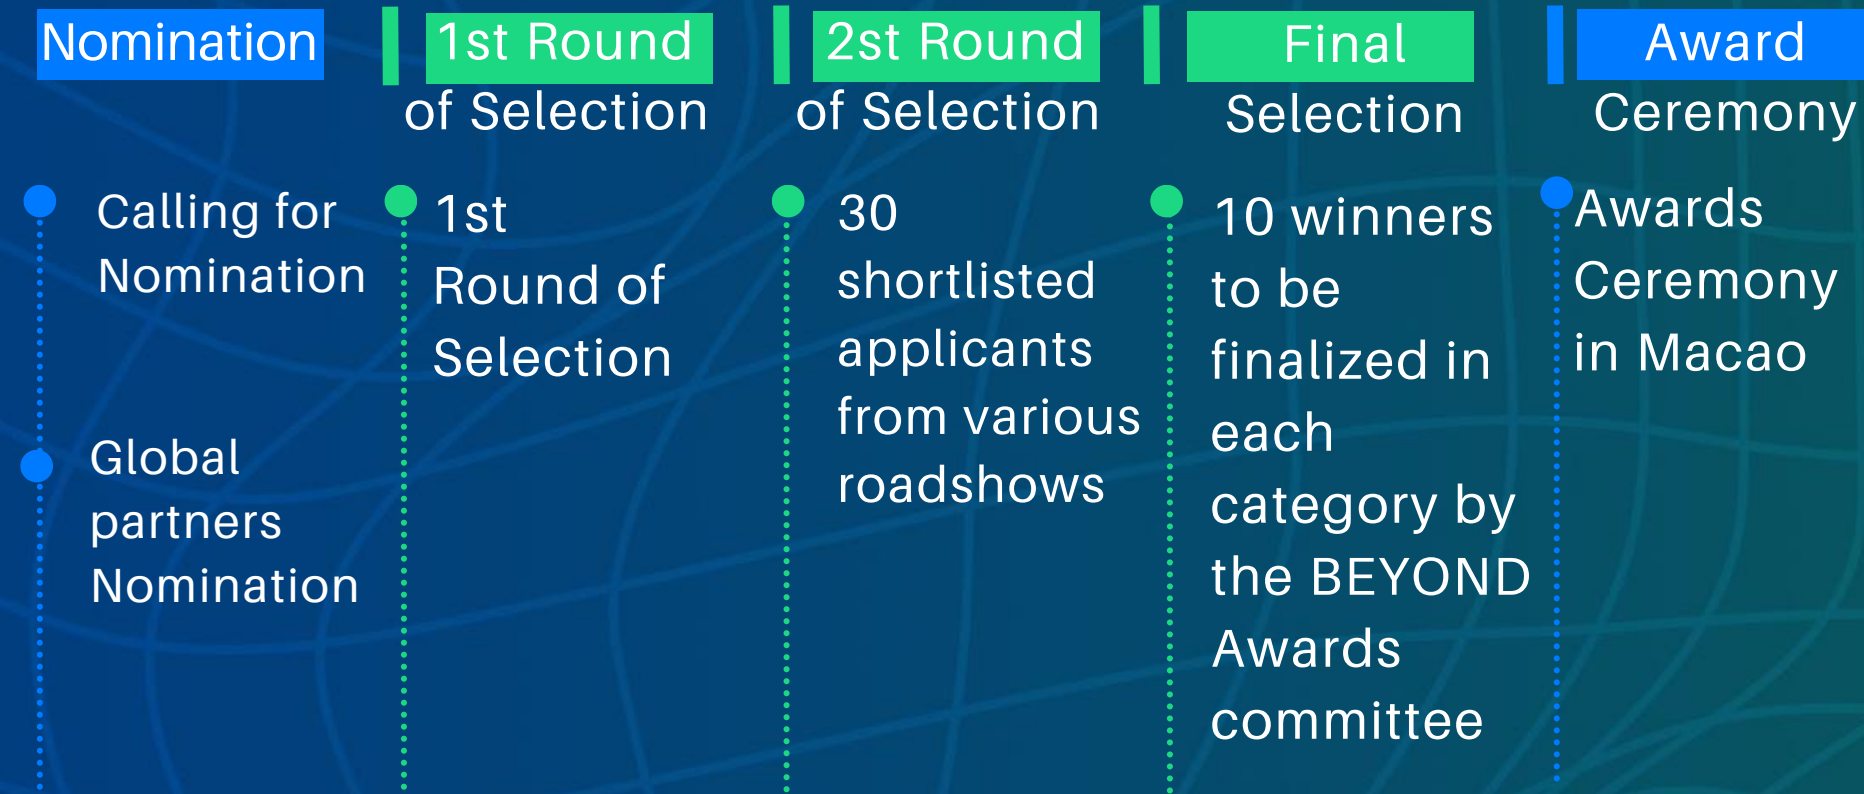 Nomination
1st Round
of Selection
2st Round
of Selection
Final
Selection
Award
Ceremony
Calling for
Nomination
Global
partners
Nomination
1st
Round of
Selection
30
shortlisted
applicants
from various
roadshows
10 winners
to be
finalized in
each
category by
the BEYOND
Awards
committee
Awards
Ceremony
in Macao